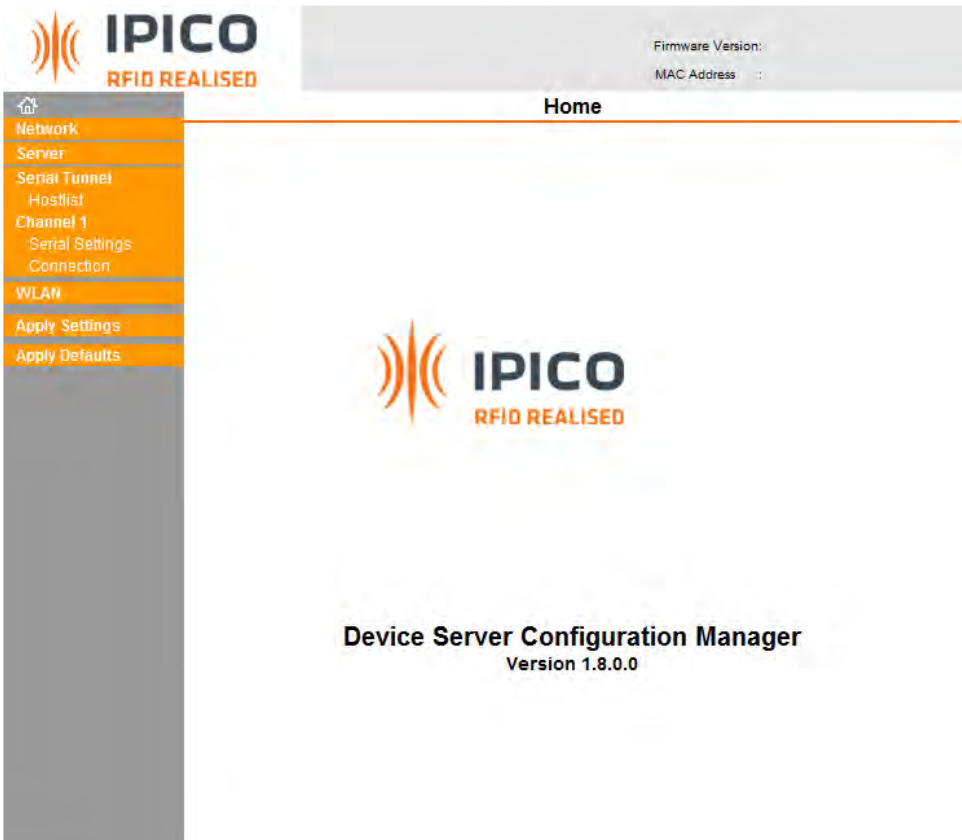 IPICO
RFID REALISED
Firmware Version:
MAC Address :
Home
Network
Server
Serial Tunnel
Hostlist
Channel 1
Serial Settings
Connection
WLAN
Apply Settings
Apply Defaults
IPICO
RFID REALISED
Device Server Configuration Manager
Version 1.8.0.0